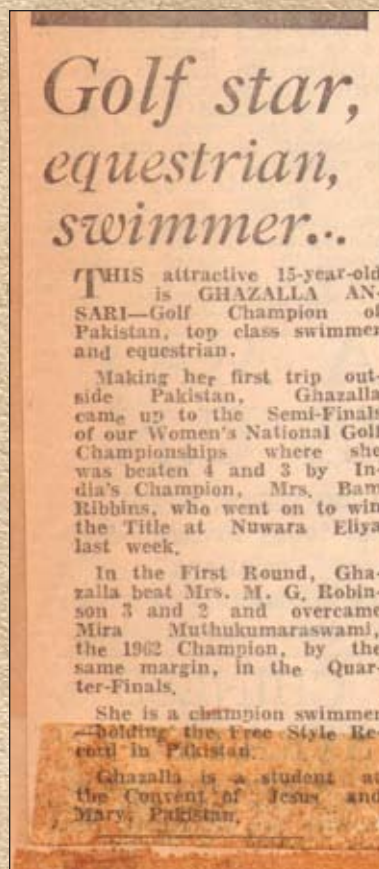 Golf star,
equestrian,
swimmer...
THIS attractive 15-year-old
is GHAZALLA AN-
SARI—Golf Champion of
Pakistan, top class swimmer
and equestrian.
Making her first trip out-
side Pakistan, Ghazalla
came up to the Semi-Finals
of our Women's National Golf
Championships where she
was beaten 4 and 3 by In-
dia's Champion, Mrs. Bam
Ribbins, who went on to win
the Title at Nuwara Eliya
last week.
In the First Round, Gha-
zalla beat Mrs. M. G. Robin-
son 3 and 2 and overcame
Mira Muthukumaraswami,
the 1962 Champion, by the
same margin, in the Quar-
ter-Finals.
She is a champion swimmer
—holding the Free Style Re-
cord in Pakistan.
Ghazalla is a student at
the Convent of Jesus and
Mary, Pakistan.